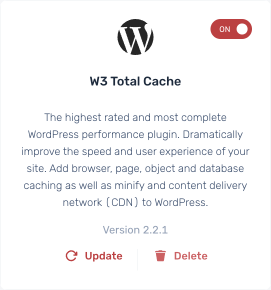 ON
W3 Total Cache
The highest rated and most complete
WordPress performance plugin. Dramatically
improve the speed and user experience of your
site. Add browser, page, object and database
caching as well as minify and content delivery
network (CDN) to WordPress.
Version 2.2.1
Update Delete